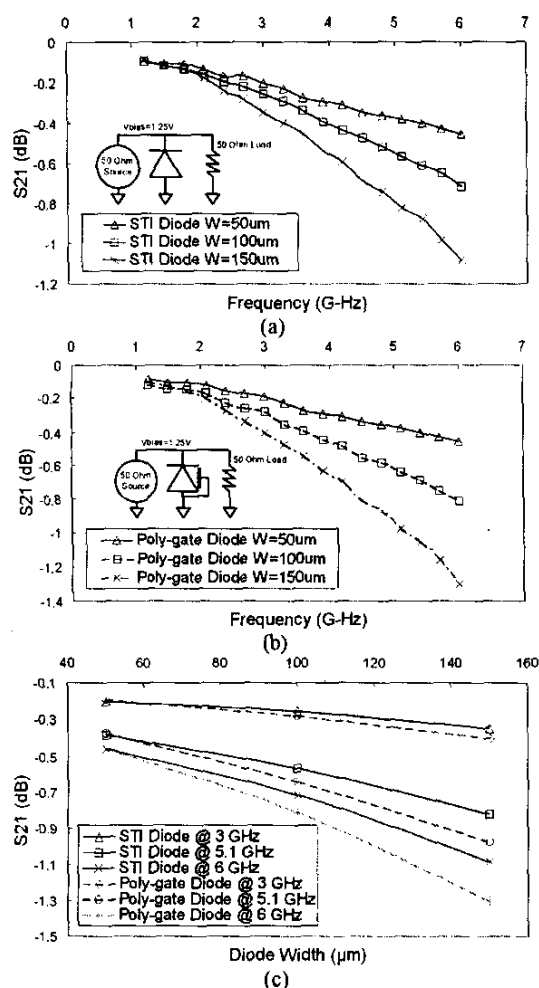 0 1 2 3 4 5 6 7
0
-0.2
-0.4
-0.6
-0.8
-1
-1.2
S21 (dB)
Vbias=1.25V
50 Ohm
Source
50 Ohm Load
STI Diode W=50um
STI Diode W=100um
STI Diode W=150um
Frequency (G-Hz)
(a)
0 1 2 3 4 5 6 7
0
-0.2
-0.4
-0.6
-0.8
-1
-1.2
-1.4
S21 (dB)
Vbias=1.25V
50 Ohm
Source
50 Ohm Load
Poly-gate Diode W=50um
Poly-gate Diode W=100um
Poly-gate Diode W=150um
Frequency (G-Hz)
(b)
40 60 80 100 120 140 160
-0.1
-0.3
-0.5
-0.7
-0.9
-1.1
-1.3
-1.5
S21 (dB)
STI Diode @ 3 GHz
STI Diode @ 5.1 GHz
STI Diode @ 6 GHz
Poly-gate Diode @ 3 GHz
Poly-gate Diode @ 5.1 GHz
Poly-gate Diode @ 6 GHz
Diode Width (µm)
(c)